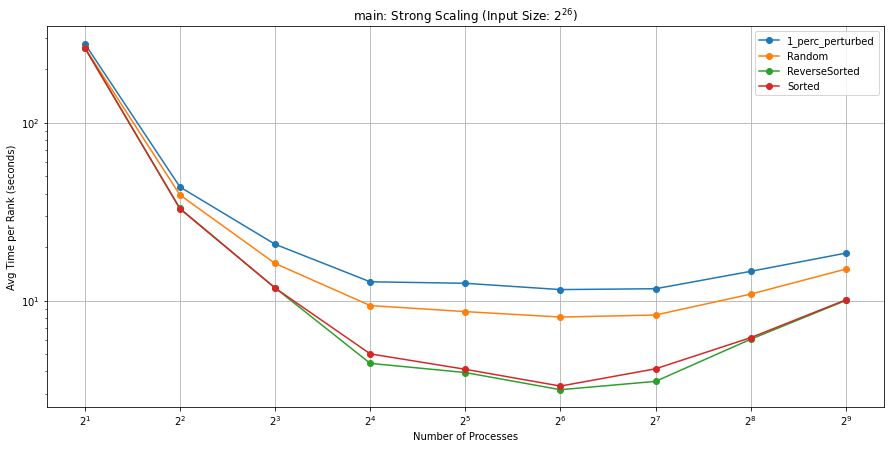 main: Strong Scaling (Input Size: 2^26)
1_perc_perturbed
Random
ReverseSorted
Sorted
Avg Time per Rank (seconds)
10^2
10^1
2^1 2^2 2^3 2^4 2^5 2^6 2^7 2^8 2^9
Number of Processes